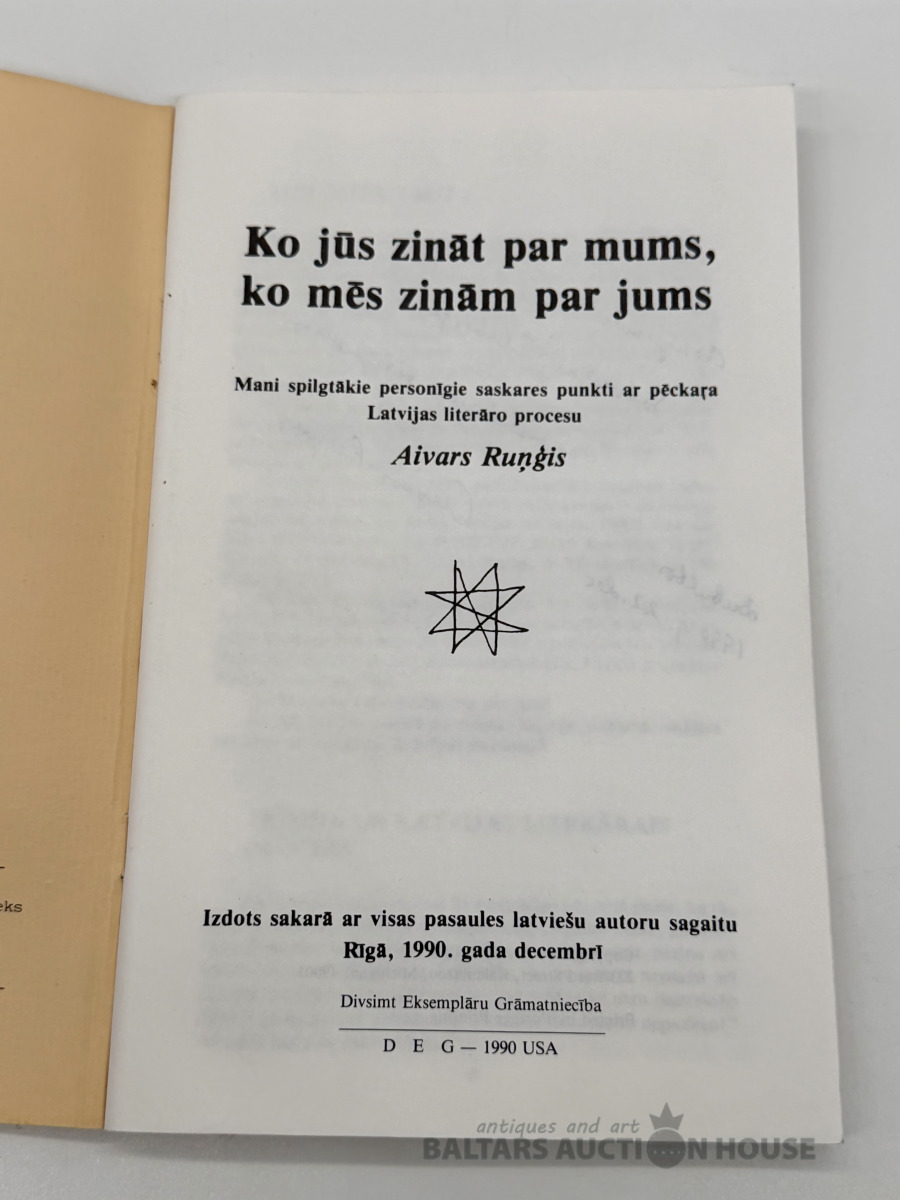 Ko jūs zināt par mums,
ko mēs zinām par jums
Mani spilgtākie personīgie saskares punkti ar pēckaŗa
Latvijas literāro procesu
Aivars Ruņģis
Izdots sakarā ar visas pasaules latviešu autoru sagaitu
Rīgā, 1990. gada decembrī
Divsimt Eksemplāru Grāmatniecība
D E G — 1990 USA
eks
antiques and art
BALTARS AUCTION HOUSE